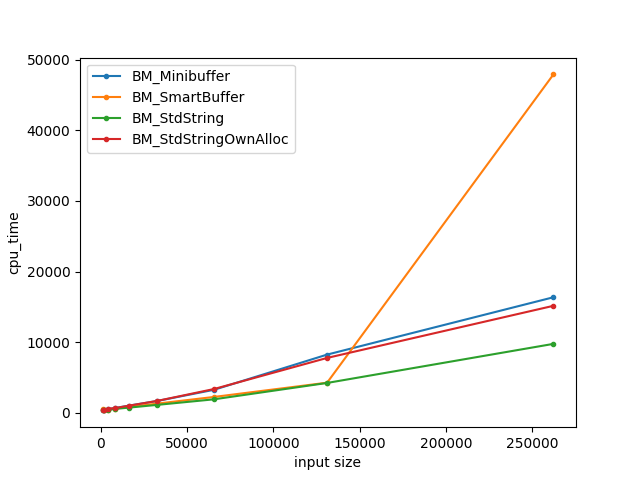 50000
40000
30000
20000
10000
0
cpu_time
BM_Minibuffer
BM_SmartBuffer
BM_StdString
BM_StdStringOwnAlloc
0 50000 100000 150000 200000 250000
input size